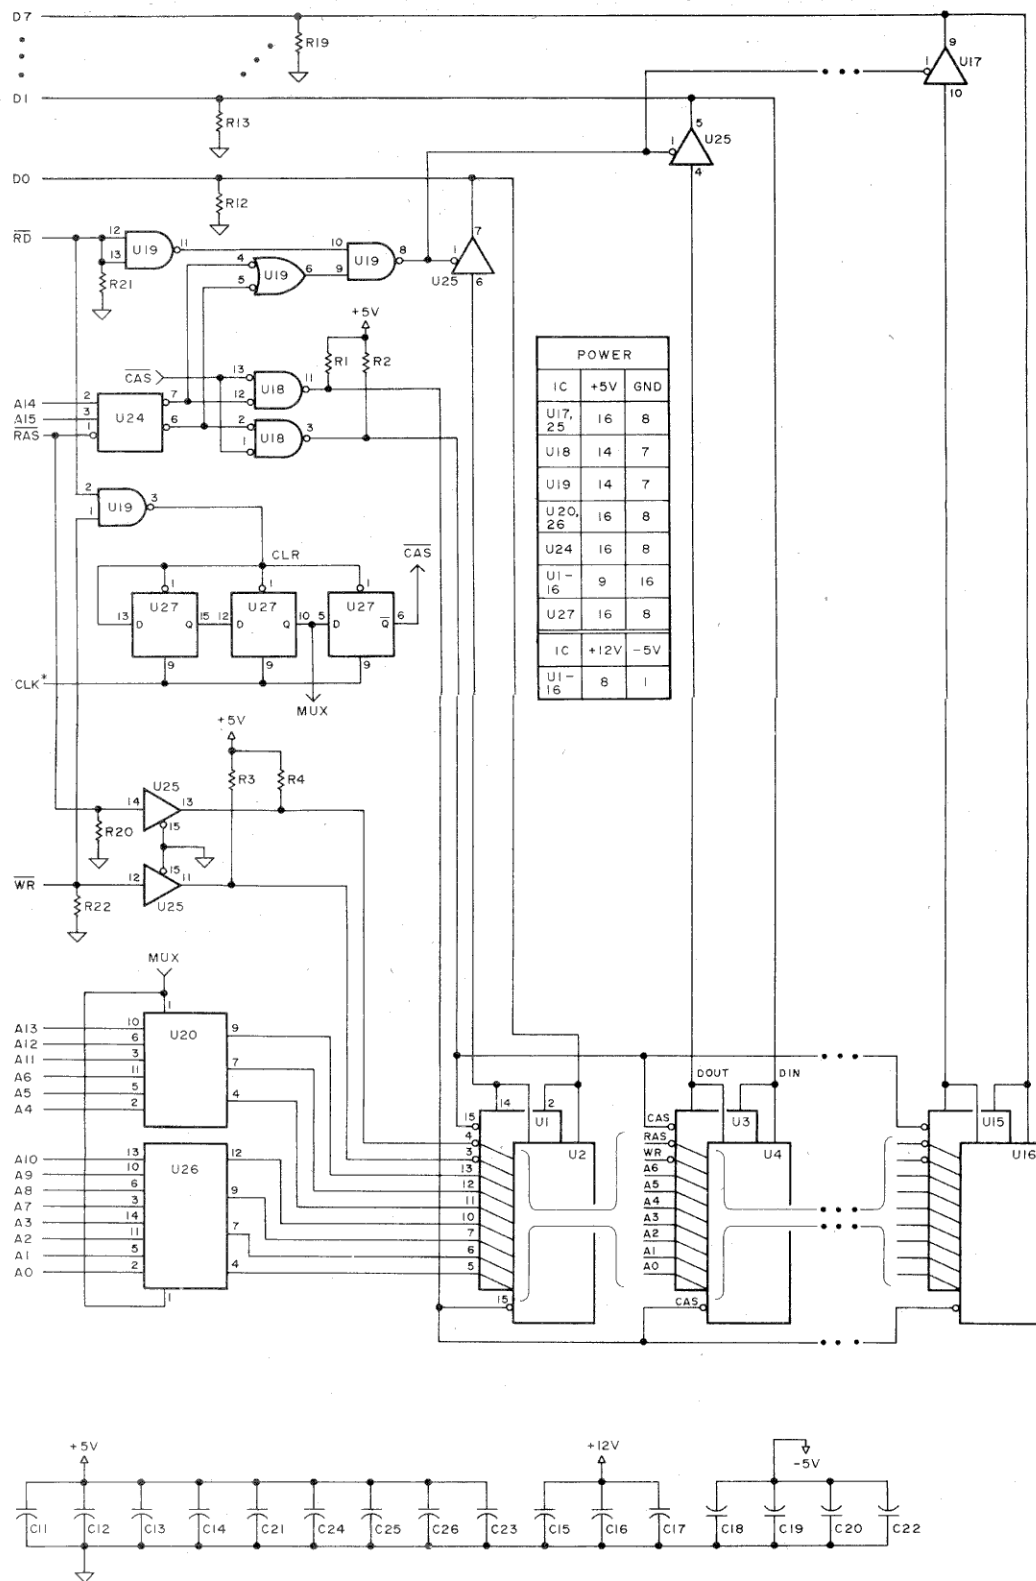 D7
R19
9
1
U17
10
D1
R13
5
1
U25
4
D0
R12
7
1
U25
6
RD
12
13
U19
11
10
9
U19
8
4
5
U19
6
R21
+5V
R1
R2
CAS
13
12
U18
11
A14
A15
RAS
2
3
1
U24
7
6
2
1
U18
3
POWER
IC +5V GND
U17, 25 16 8
U18 14 7
U19 14 7
U20, 26 16 8
U24 16 8
U1-16 9 16
U27 16 8
IC +12V -5V
U1-16 8 1
2
1
U19
3
CLR
CAS
1 1 1
U27 U27 U27
13 D Q 15 12 D Q 10 5 D Q 6
9 9 9
CLK*
MUX
+5V
R3 R4
U25
14 13
15
R20
WR
15
12 11
U25
R22
MUX
1
U20
A13 10
A12 6
A11 3
A6 11
A5 5
A4 2
9
7
4
U26
A10 13
A9 10
A8 6
A7 3
A3 14
A2 11
A1 5
A0 2
12
9
7
4
1
DOUT DIN
14 2
15
4
3
13
12
11
10
7
6
5
15
U1
U2
CAS
RAS
WR
A6
A5
A4
A3
A2
A1
A0
CAS
U3
U4
U15
U16
+5V +12V -5V
C11 C12 C13 C14 C21 C24 C25 C26 C23 C15 C16 C17 C18 C19 C20 C22